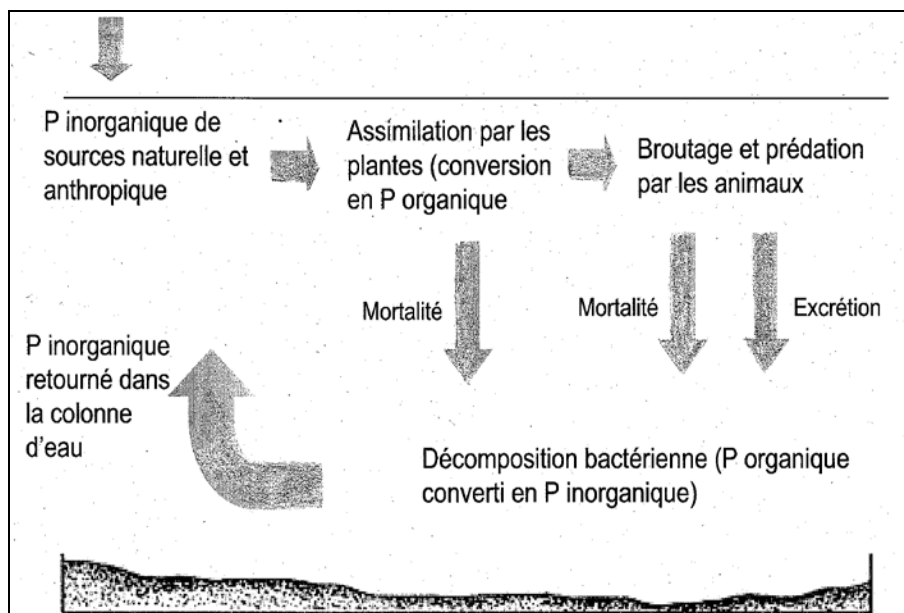 P inorganique de
sources naturelle et
anthropique
Assimilation par les
plantes (conversion
en P organique
Broutage et prédation
par les animaux
Mortalité
Mortalité
Excrétion
P inorganique
retourné dans
la colonne
d'eau
Décomposition bactérienne (P organique
converti en P inorganique)